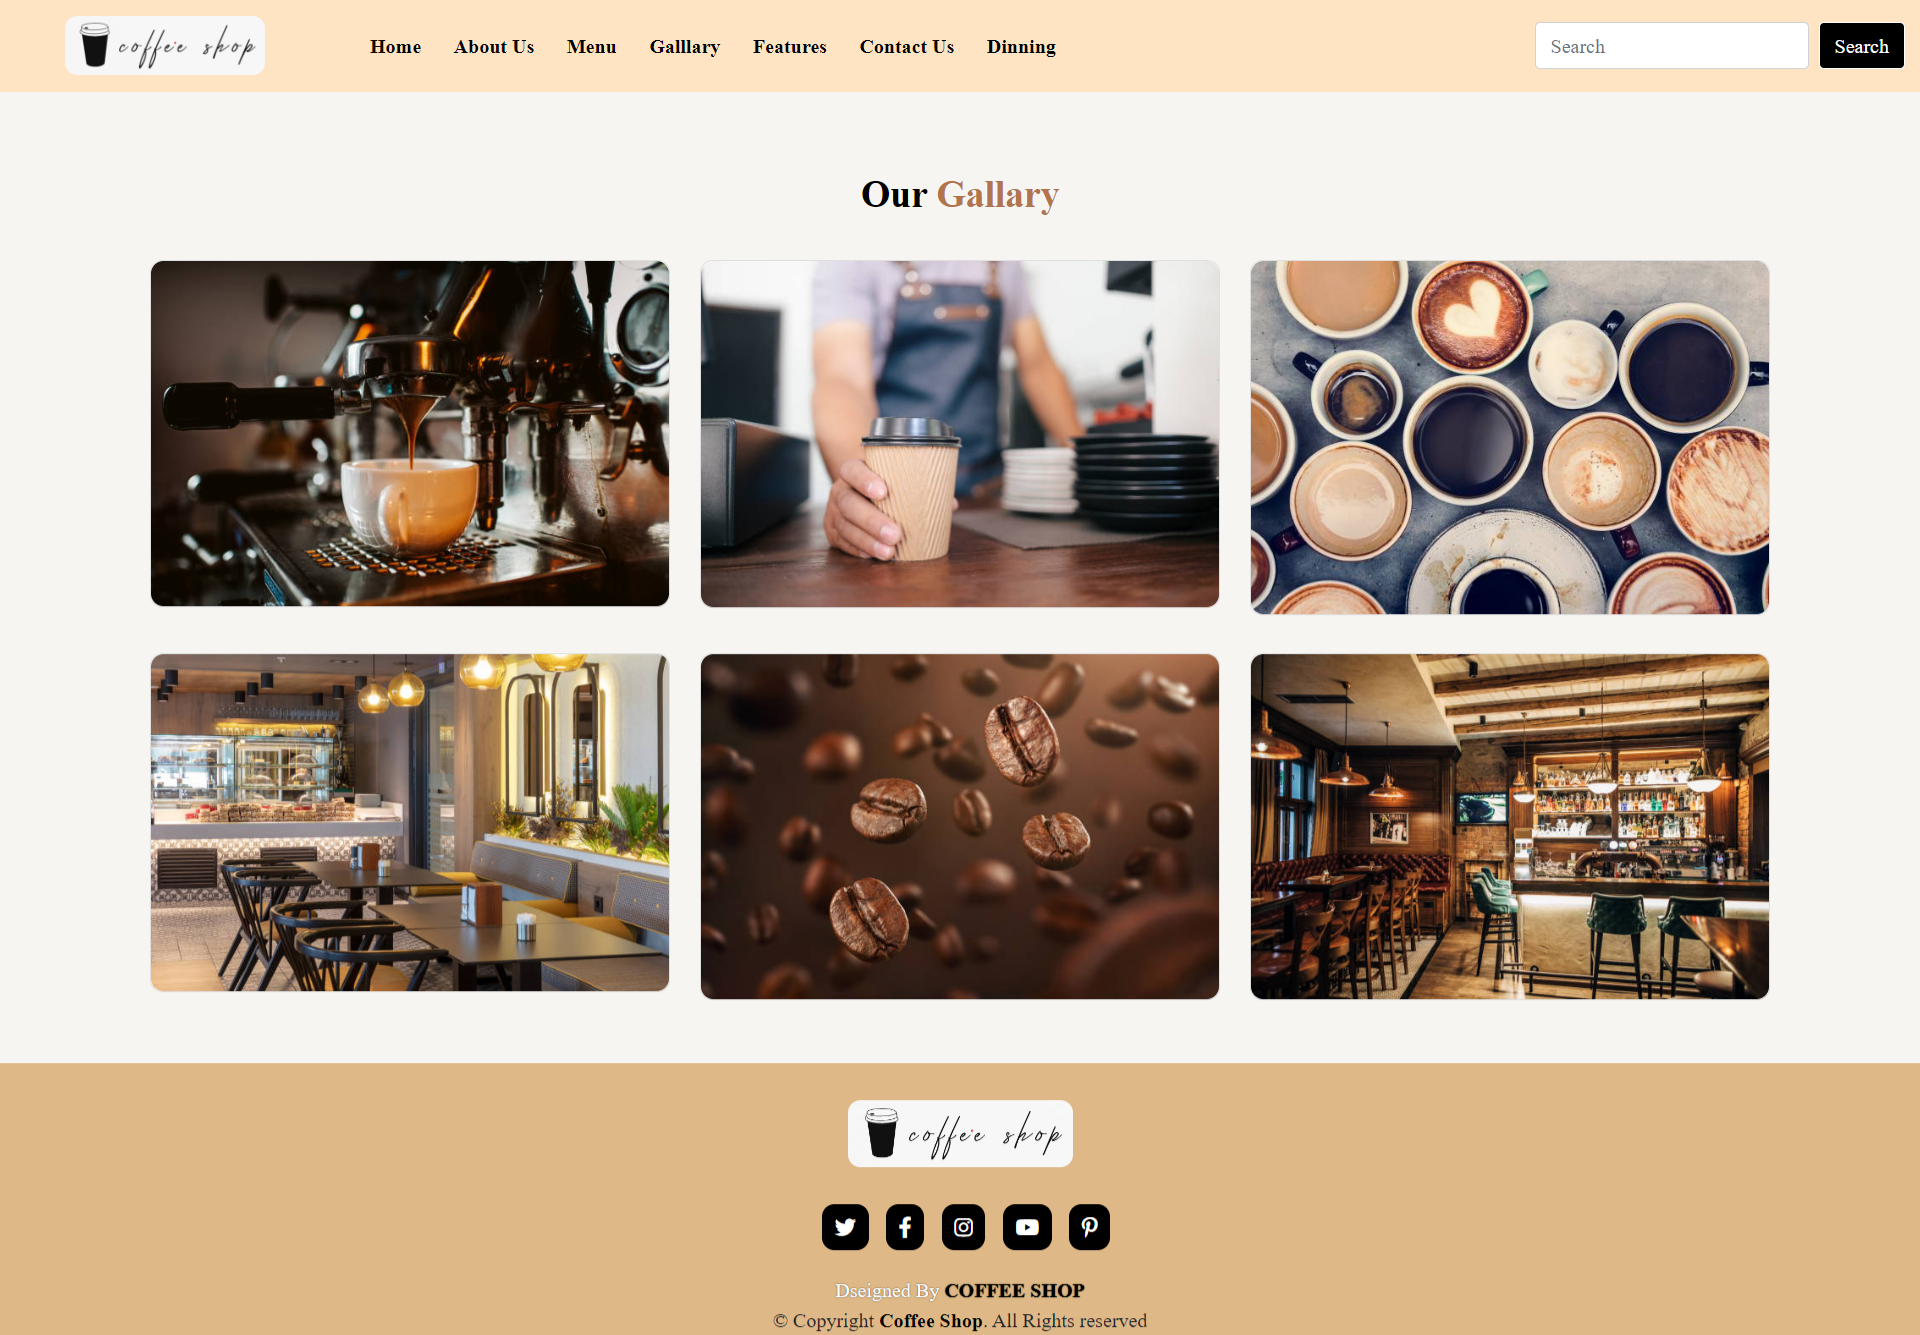 coffee shop
Home About Us Menu Galllary Features Contact Us Dinning
Search Search
Our Gallary
coffee shop
Dseigned By COFFEE SHOP
© Copyright Coffee Shop. All Rights reserved